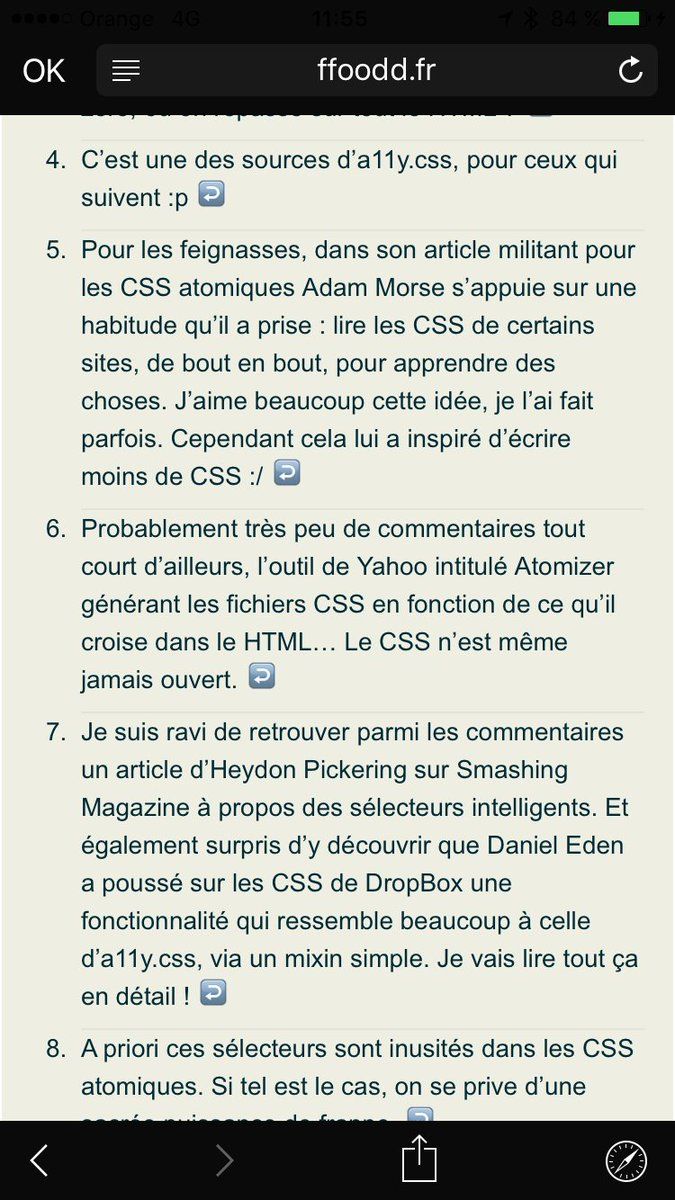 Orange 4G 11:55 84 %
OK ffoodd.fr
4. C’est une des sources d’a11y.css, pour ceux qui
suivent :p
5. Pour les feignasses, dans son article militant pour
les CSS atomiques Adam Morse s’appuie sur une
habitude qu’il a prise : lire les CSS de certains
sites, de bout en bout, pour apprendre des
choses. J’aime beaucoup cette idée, je l’ai fait
parfois. Cependant cela lui a inspiré d’écrire
moins de CSS :/
6. Probablement très peu de commentaires tout
court d’ailleurs, l’outil de Yahoo intitulé Atomizer
générant les fichiers CSS en fonction de ce qu’il
croise dans le HTML… Le CSS n’est même
jamais ouvert.
7. Je suis ravi de retrouver parmi les commentaires
un article d’Heydon Pickering sur Smashing
Magazine à propos des sélecteurs intelligents. Et
également surpris d’y découvrir que Daniel Eden
a poussé sur les CSS de DropBox une
fonctionnalité qui ressemble beaucoup à celle
d’a11y.css, via un mixin simple. Je vais lire tout ça
en détail !
8. A priori ces sélecteurs sont inusités dans les CSS
atomiques. Si tel est le cas, on se prive d’une